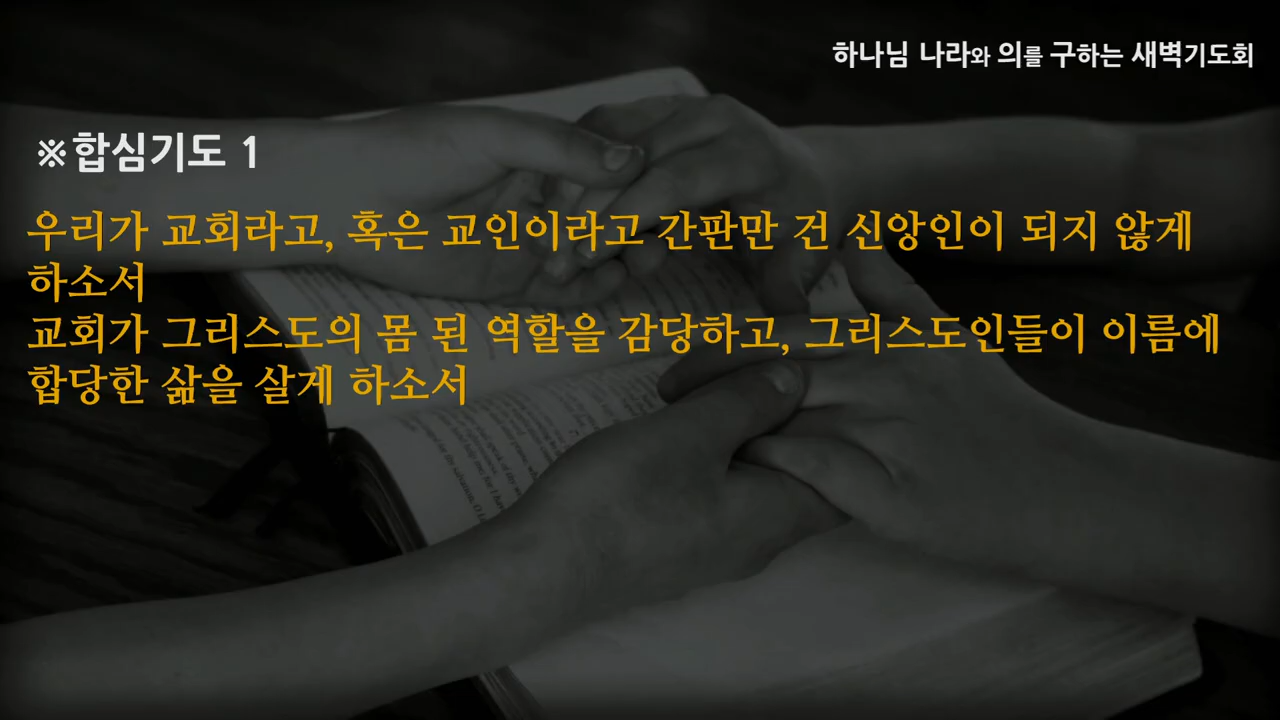 하나님 나라와 의를 구하는 새벽기도회
※합심기도 1
우리가 교회라고, 혹은 교인이라고 간판만 건 신앙인이 되지 않게
하소서
교회가 그리스도의 몸 된 역할을 감당하고, 그리스도인들이 이름에
합당한 삶을 살게 하소서